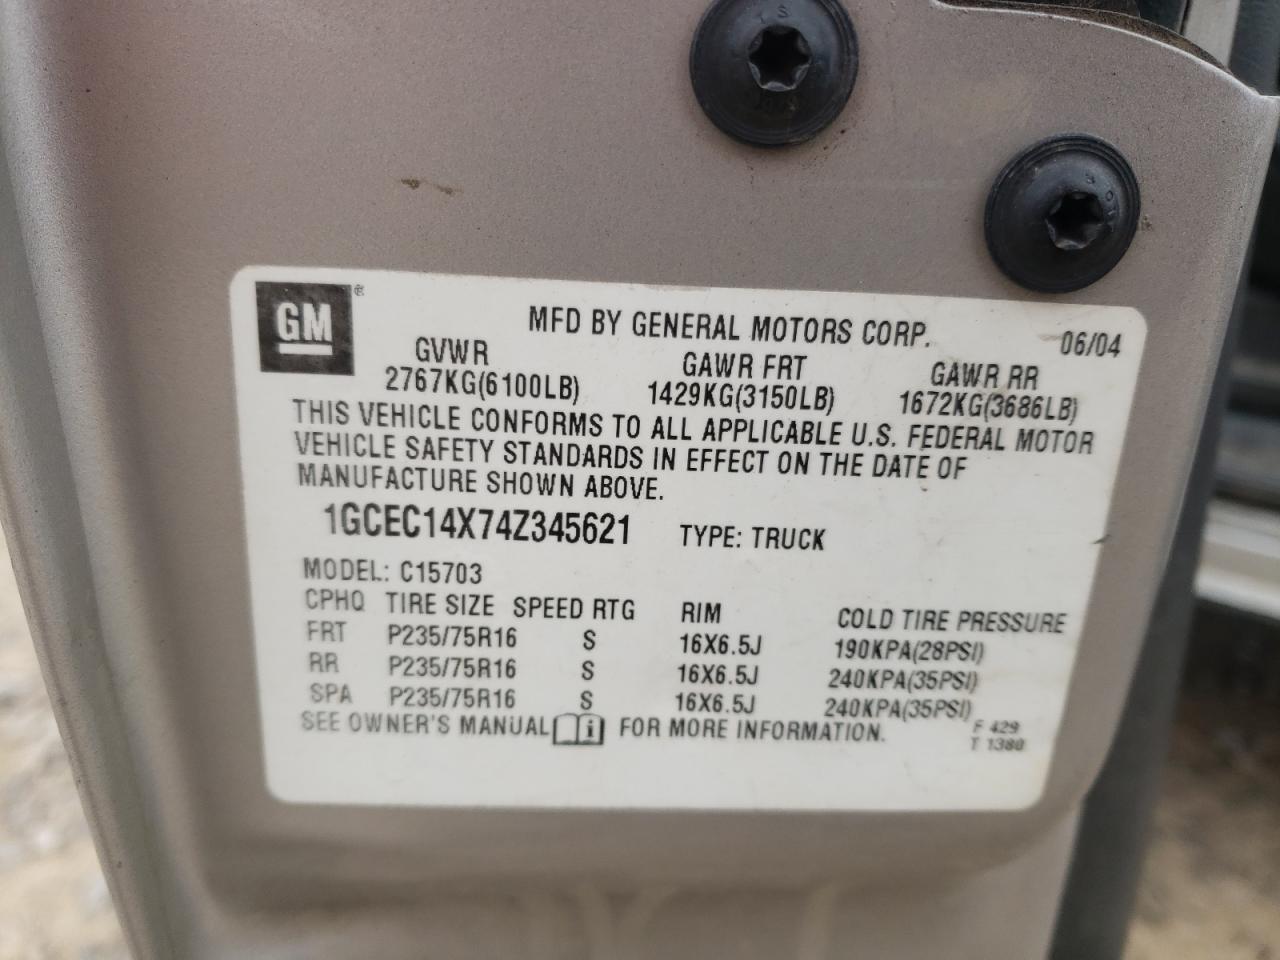 GM®
MFD BY GENERAL MOTORS CORP. 06/04
GVWR GAWR FRT GAWR RR
2767KG(6100LB) 1429KG(3150LB) 1672KG(3686LB)
THIS VEHICLE CONFORMS TO ALL APPLICABLE U.S. FEDERAL MOTOR
VEHICLE SAFETY STANDARDS IN EFFECT ON THE DATE OF
MANUFACTURE SHOWN ABOVE.
1GCEC14X74Z345621 TYPE: TRUCK
MODEL: C15703
CPHQ TIRE SIZE SPEED RTG RIM COLD TIRE PRESSURE
FRT P235/75R16 S 16X6.5J 190KPA(28PSI)
RR P235/75R16 S 16X6.5J 240KPA(35PSI)
SPA P235/75R16 S 16X6.5J 240KPA(35PSI)
SEE OWNER'S MANUAL i FOR MORE INFORMATION.
F 429
T 1380